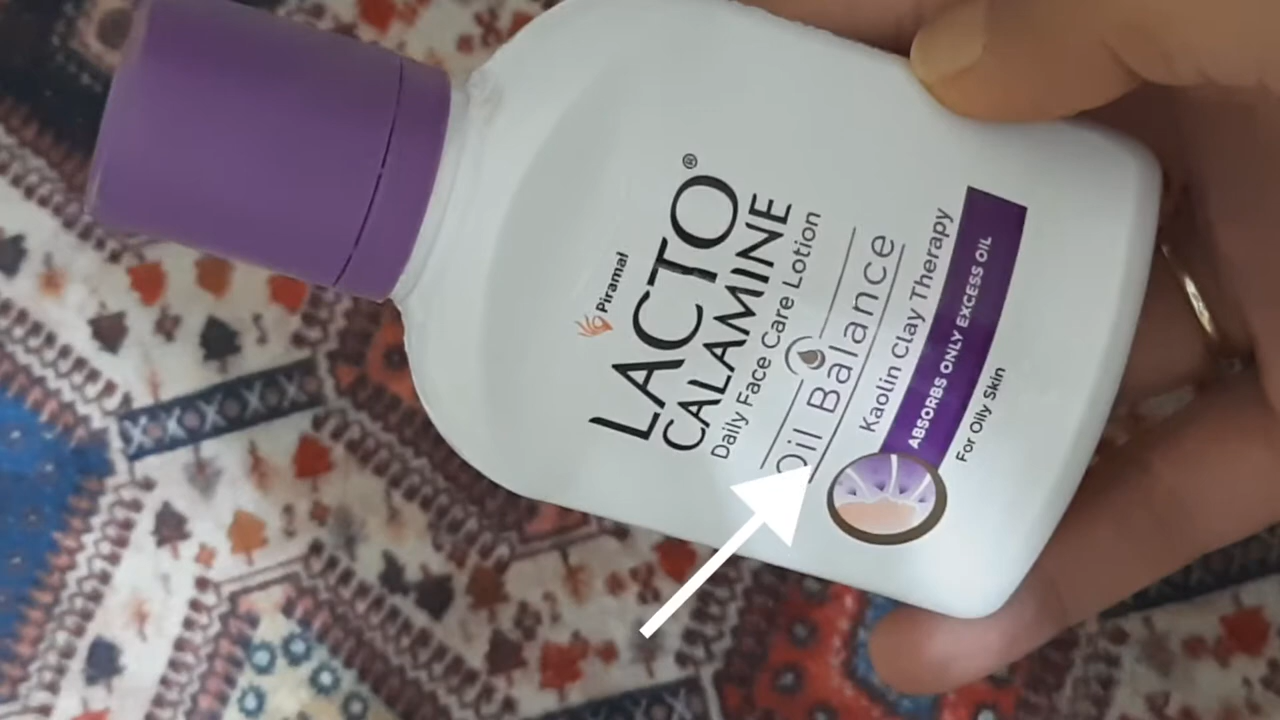 Piramal
LACTO®
CALAMINE
Daily Face Care Lotion
Oil Balance
Kaolin Clay Therapy
ABSORBS ONLY EXCESS OIL
For Oily Skin